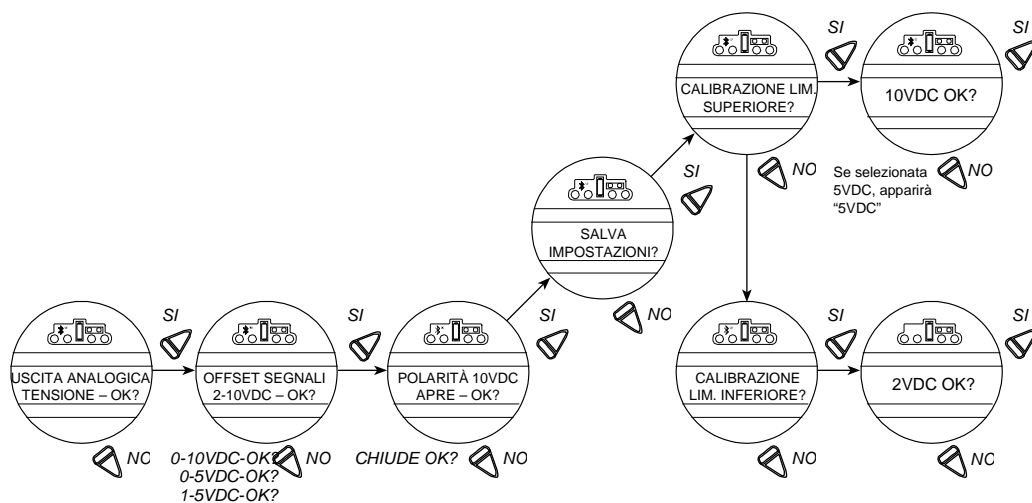 SI
SI
CALIBRAZIONE LIM.
SUPERIORE?
10VDC OK?
NO
NO
Se selezionata
5VDC, apparirà
“5VDC”
SI
SALVA
IMPOSTAZIONI?
NO
SI
SI
SI
SI
SI
USCITA ANALOGICA
TENSIONE – OK?
OFFSET SEGNALI
2-10VDC – OK?
POLARITÀ 10VDC
APRE – OK?
CALIBRAZIONE
LIM. INFERIORE?
2VDC OK?
NO
0-10VDC-OK?
0-5VDC-OK?
1-5VDC-OK?
NO
CHIUDE OK?
NO
NO
NO